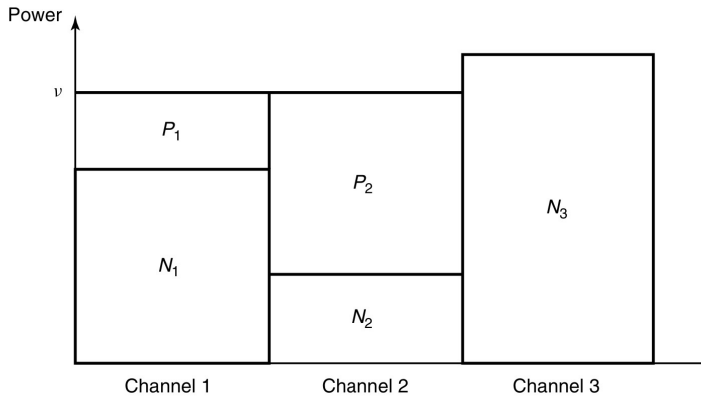 Power
ν
P₁
P₂
N₃
N₁
N₂
Channel 1
Channel 2
Channel 3